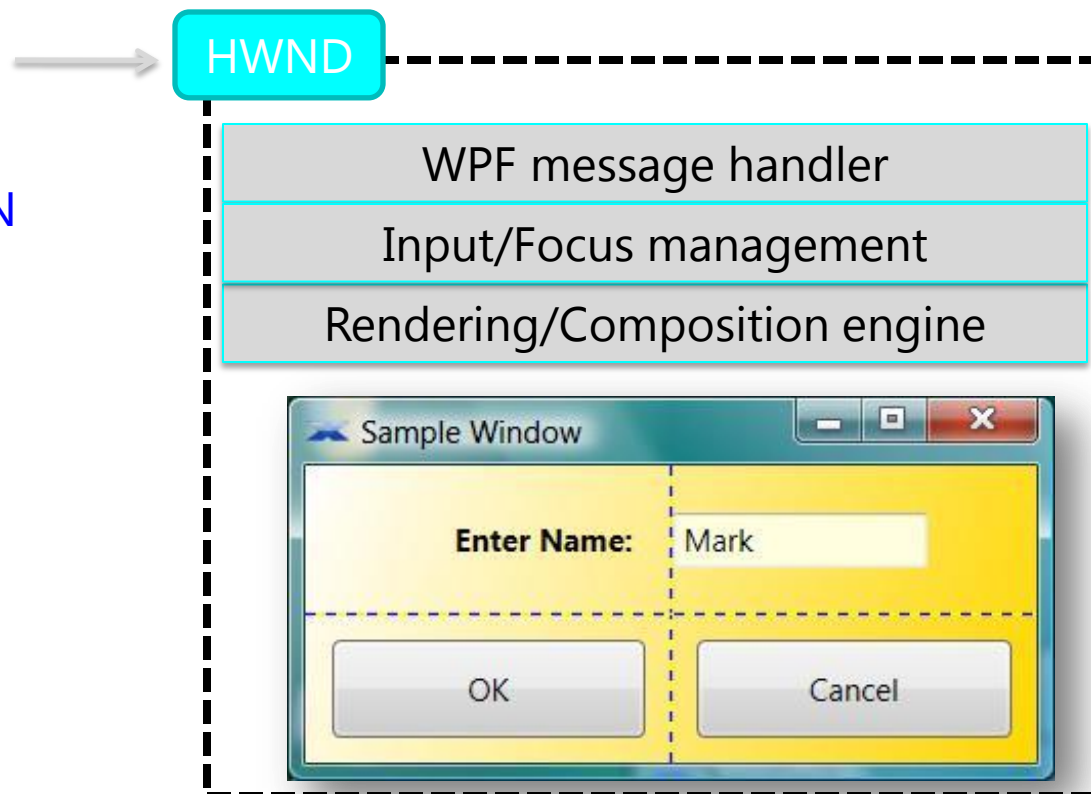 HWND
WPF message handler
N
Input/Focus management
Rendering/Composition engine
Sample Window
Enter Name: Mark
OK Cancel